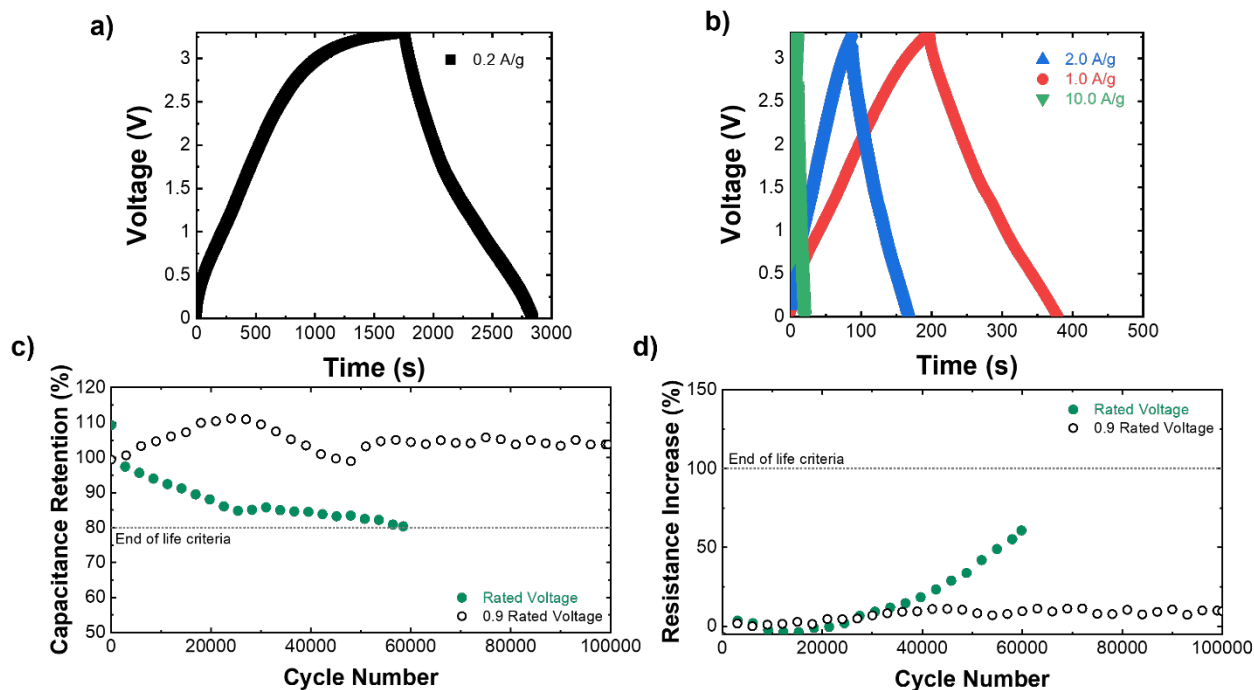 a)
0.2 A/g
Voltage (V)
3
2.5
2
1.5
1
0.5
0
0 500 1000 1500 2000 2500 3000
Time (s)
b)
2.0 A/g
1.0 A/g
10.0 A/g
Voltage (V)
3
2.5
2
1.5
1
0.5
0
0 100 200 300 400 500
Time (s)
c)
Capacitance Retention (%)
120
110
100
90
80
70
60
50
End of life criteria
Rated Voltage
0.9 Rated Voltage
0 20000 40000 60000 80000 100000
Cycle Number
d)
Resistance Increase (%)
150
100
50
0
Rated Voltage
0.9 Rated Voltage
End of life criteria
0 20000 40000 60000 80000 100000
Cycle Number